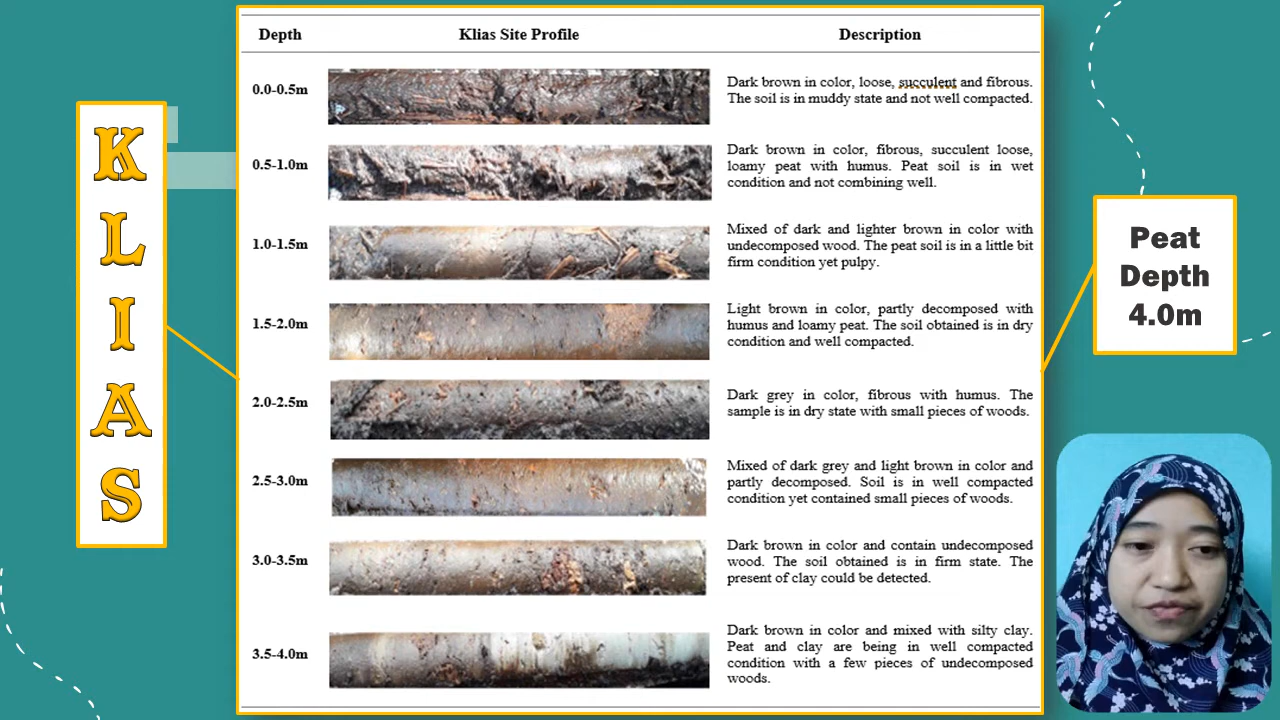 KLIAS
Depth Klias Site Profile Description
0.0-0.5m
Dark brown in color, loose, succulent and fibrous.
The soil is in muddy state and not well compacted.
0.5-1.0m
Dark brown in color, fibrous, succulent loose,
loamy peat with humus. Peat soil is in wet
condition and not combining well.
1.0-1.5m
Mixed of dark and lighter brown in color with
undecomposed wood. The peat soil is in a little bit
firm condition yet pulpy.
1.5-2.0m
Light brown in color, partly decomposed with
humus and loamy peat. The soil obtained is in dry
condition and well compacted.
2.0-2.5m
Dark grey in color, fibrous with humus. The
sample is in dry state with small pieces of woods.
2.5-3.0m
Mixed of dark grey and light brown in color and
partly decomposed. Soil is in well compacted
condition yet contained small pieces of woods.
3.0-3.5m
Dark brown in color and contain undecomposed
wood. The soil obtained is in firm state. The
present of clay could be detected.
3.5-4.0m
Dark brown in color and mixed with silty clay.
Peat and clay are being in well compacted
condition with a few pieces of undecomposed
woods.
Peat
Depth
4.0m